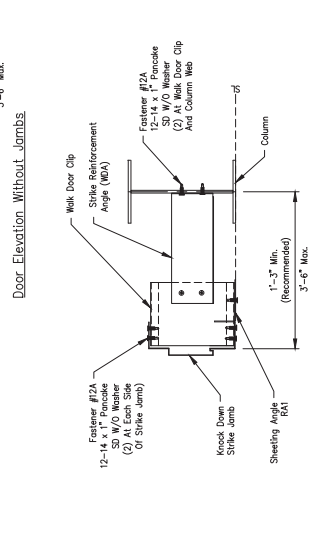 3'-6" Max.
Door Elevation Without Jambs
Fastener #12A
12-14 x 1" Pancake
SD W/O Washer
(2) At Each Side
Of Strike Jamb)
Walk Door Clip
Strike Reinforcement
Angle (WDA)
Fastener #12A
12-14 x 1" Pancake
SD W/O Washer
(2) At Walk Door Clip
And Column Web
Knock Down
Strike Jamb
Sheeting Angle
RA1
1'-3" Min.
(Recommended)
3'-6" Max.
Column